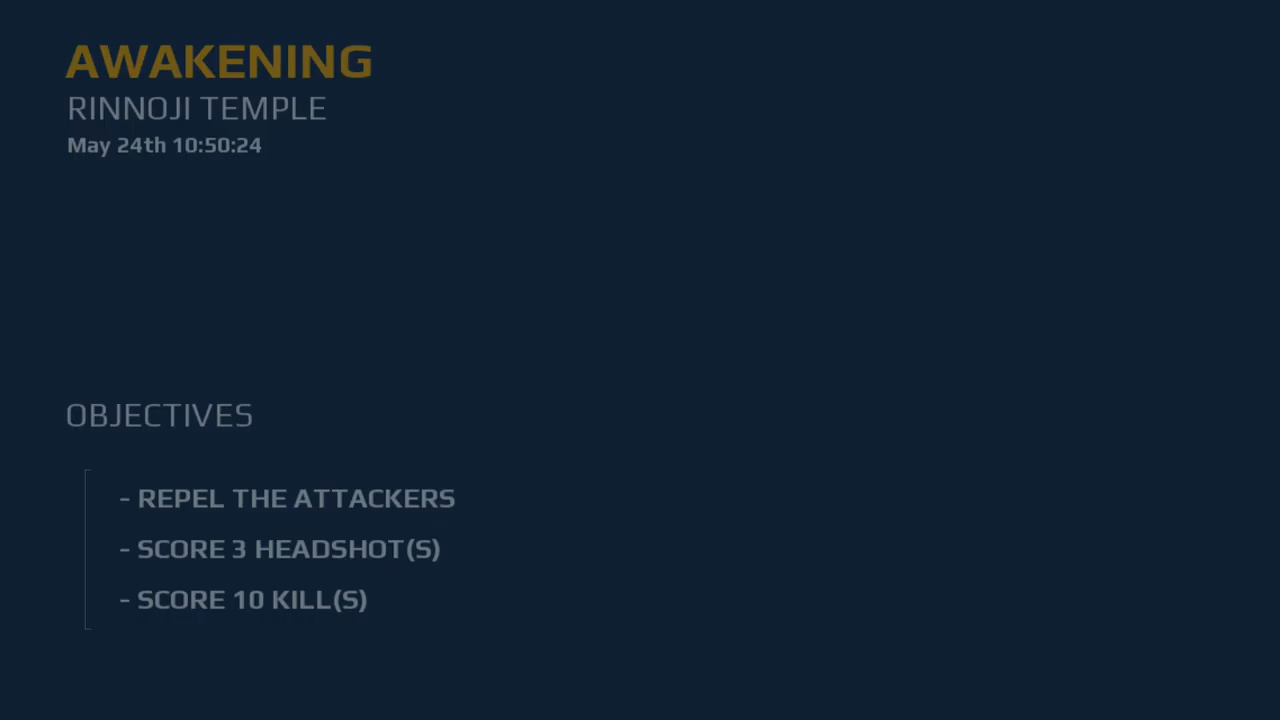 AWAKENING
RINNOJI TEMPLE
May 24th 10:50:24
OBJECTIVES
- REPEL THE ATTACKERS
- SCORE 3 HEADSHOT(S)
- SCORE 10 KILL(S)